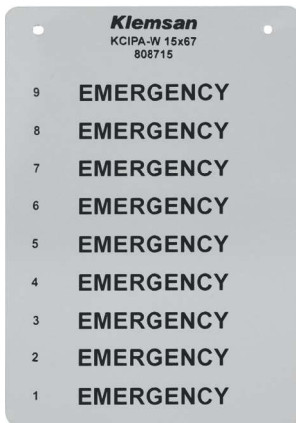 Klemsan
KCIPA-W 15x67
808715
9 EMERGENCY
8 EMERGENCY
7 EMERGENCY
6 EMERGENCY
5 EMERGENCY
4 EMERGENCY
3 EMERGENCY
2 EMERGENCY
1 EMERGENCY